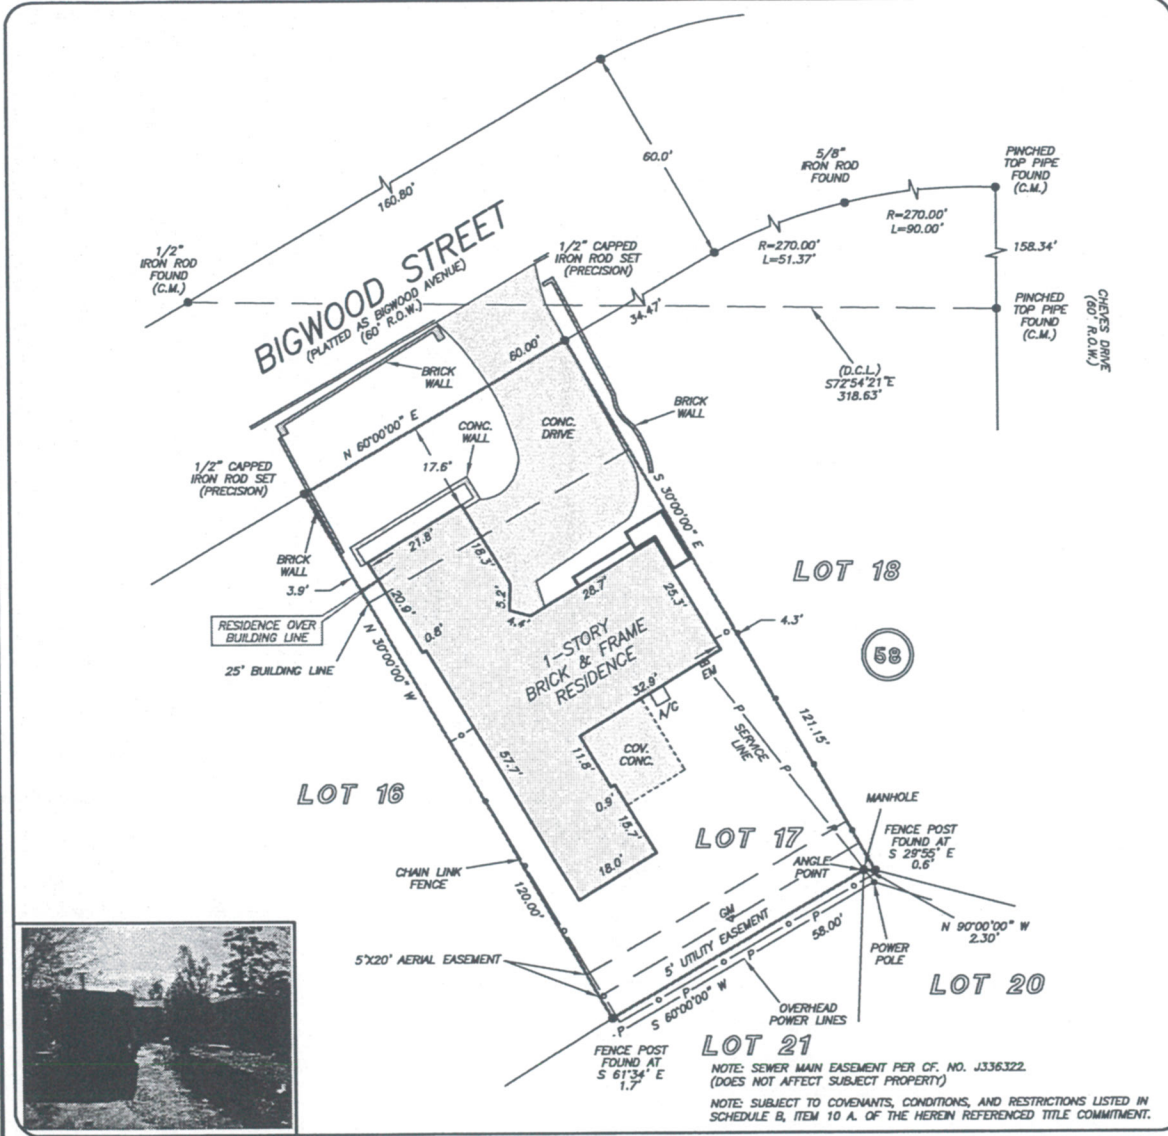 60.0'
160.80'
5/8"
IRON ROD
FOUND
PINCHED
TOP PIPE
FOUND
(C.M.)
R=270.00'
L=90.00'
R=270.00'
L=51.37'
158.34'
1/2"
IRON ROD
FOUND
(C.M.)
BIGWOOD STREET
(PLATTED AS BIGWOOD AVENUE)
(60' R.O.W.)
1/2" CAPPED
IRON ROD SET
(PRECISION)
34.47'
PINCHED
TOP PIPE
FOUND
(C.M.)
CHEVES DRIVE
(60' R.O.W.)
(D.C.L.)
S72°54'21"E
318.63'
60.00'
BRICK
WALL
N 60°00'00" E
CONC.
WALL
CONC.
DRIVE
BRICK
WALL
17.6'
1/2" CAPPED
IRON ROD SET
(PRECISION)
S 30°00'00" E
BRICK
WALL
3.9'
21.8'
18.3'
RESIDENCE OVER
BUILDING LINE
25' BUILDING LINE
20.9'
0.8'
5.2'
4.4'
28.7'
25.3'
LOT 18
4.3'
58
N 30°00'00" W
1-STORY
BRICK & FRAME
RESIDENCE
32.9'
A/C
EM
P
SERVICE
LINE
P
P
121.15'
57.7'
11.8'
COV.
CONC.
0.9'
15.7'
18.0'
LOT 16
LOT 17
MANHOLE
FENCE POST
FOUND AT
S 29°55' E
0.6'
ANGLE
POINT
CHAIN LINK
FENCE
120.00'
GM
5' UTILITY EASEMENT
P
58.00'
N 90°00'00" W
2.30'
POWER
POLE
5'X20' AERIAL EASEMENT
P
P
P
S 60°00'00" W
OVERHEAD
POWER LINES
LOT 20
LOT 21
FENCE POST
FOUND AT
S 61°34' E
1.7'
NOTE: SEWER MAIN EASEMENT PER CF. NO. J336322.
(DOES NOT AFFECT SUBJECT PROPERTY)
NOTE: SUBJECT TO COVENANTS, CONDITIONS, AND RESTRICTIONS LISTED IN
SCHEDULE B, ITEM 10 A. OF THE HEREIN REFERENCED TITLE COMMITMENT.